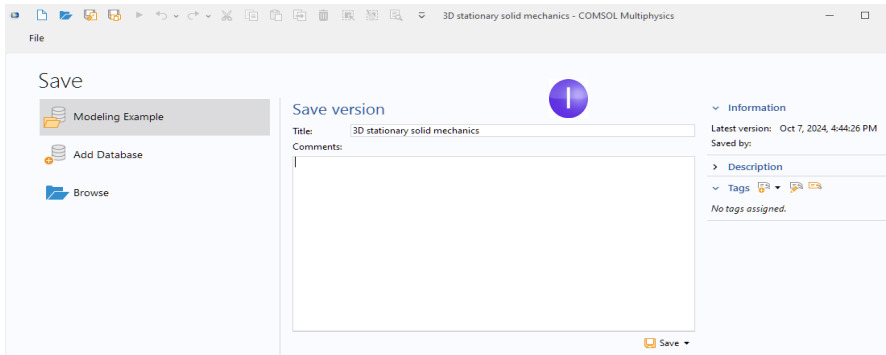 3D stationary solid mechanics - COMSOL Multiphysics
File
Save
Modeling Example
Add Database
Browse
Save version
Title: 3D stationary solid mechanics
Comments:
Save
I
Information
Latest version: Oct 7, 2024, 4:44:26 PM
Saved by:
Description
Tags
No tags assigned.